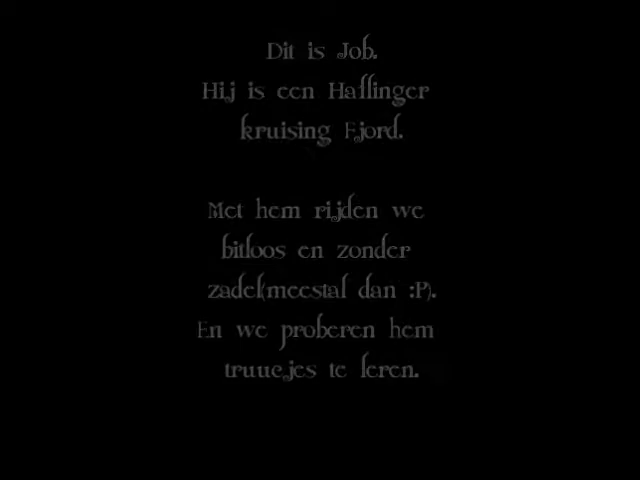 Dit is Job.
Hij is een Haflinger
kruising Fjord.
Met hem rijden we
bitloos en zonder
zadel(meestal dan :P).
En we proberen hem
truuejes te leren.